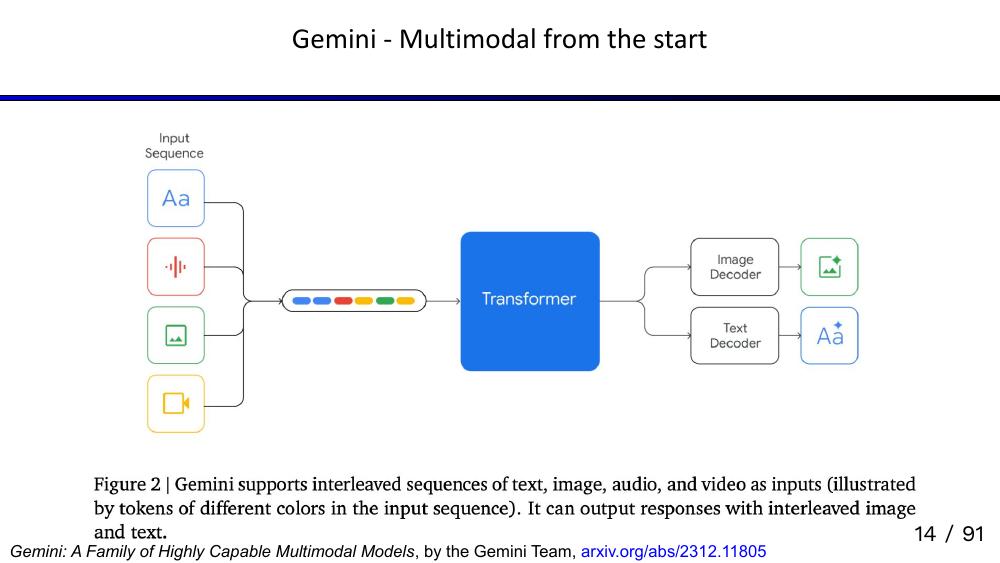 Gemini - Multimodal from the start
Input
Sequence
Aa
Transformer
Image
Decoder
Text
Decoder
Aa
Figure 2 | Gemini supports interleaved sequences of text, image, audio, and video as inputs (illustrated
by tokens of different colors in the input sequence). It can output responses with interleaved image
and text.
14 / 91
Gemini: A Family of Highly Capable Multimodal Models, by the Gemini Team, arxiv.org/abs/2312.11805